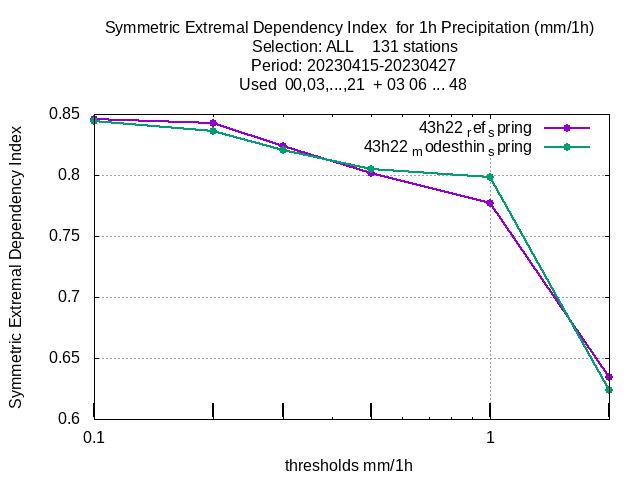 Symmetric Extremal Dependency Index  for 1h Precipitation (mm/1h)
Selection: ALL    131 stations
Period: 20230415-20230427
Used  00,03,...,21  + 03 06 ... 48
Symmetric Extremal Dependency Index
0.85
0.8
0.75
0.7
0.65
0.6
43h22 ref spring
43h22 modesthin spring
0.1
1
thresholds mm/1h